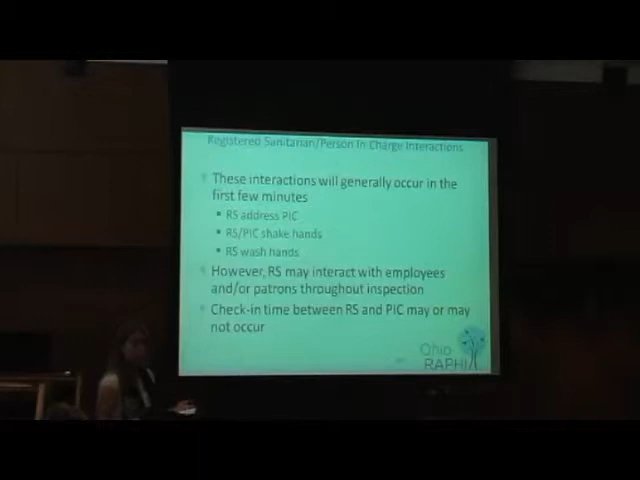 Registered Sanitarian/Person In Charge Interactions
These interactions will generally occur in the
first few minutes
RS address PIC
RS/PIC shake hands
RS wash hands
However, RS may interact with employees
and/or patrons throughout inspection
Check-in time between RS and PIC may or may
not occur
Ohio
RAPHI